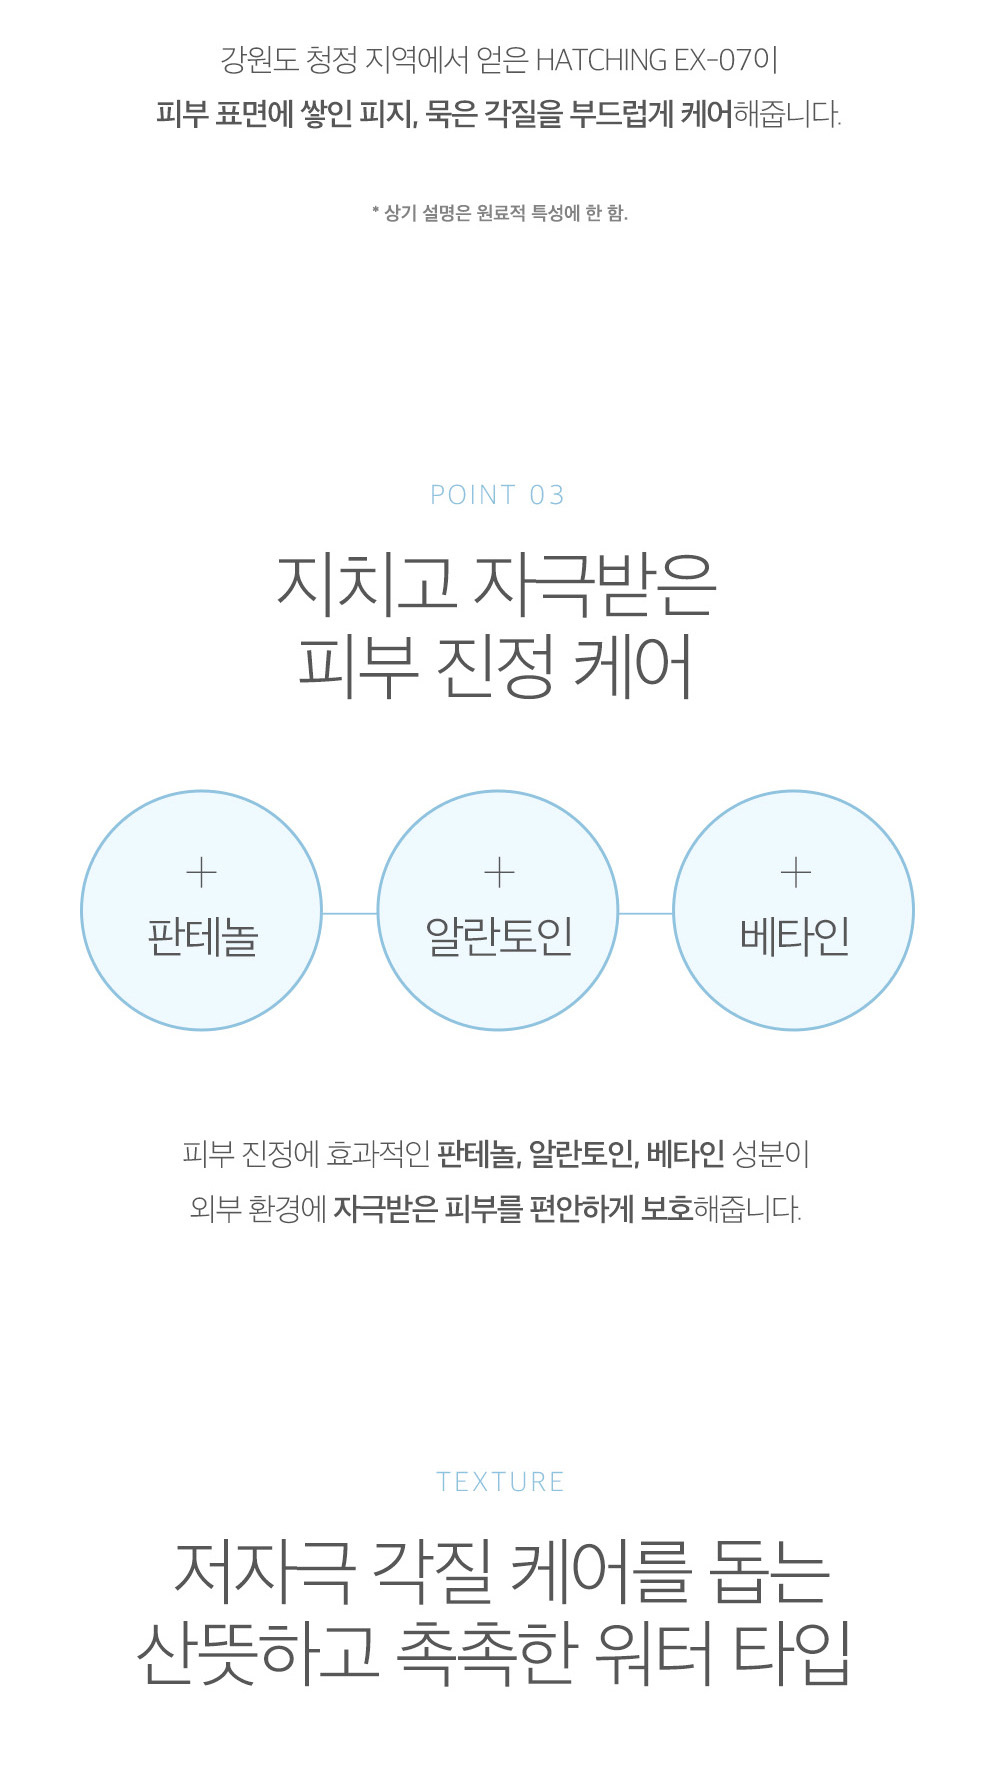 강원도 청정 지역에서 얻은 HATCHING EX-07이
피부 표면에 쌓인 피지, 묵은 각질을 부드럽게 케어해줍니다.
* 상기 설명은 원료적 특성에 한 함.
POINT 03
지치고 자극받은
피부 진정 케어
+ + +
판테놀 알란토인 베타인
피부 진정에 효과적인 판테놀, 알란토인, 베타인 성분이
외부 환경에 자극받은 피부를 편안하게 보호해줍니다.
TEXTURE
저자극 각질 케어를 돕는
산뜻하고 촉촉한 워터 타입